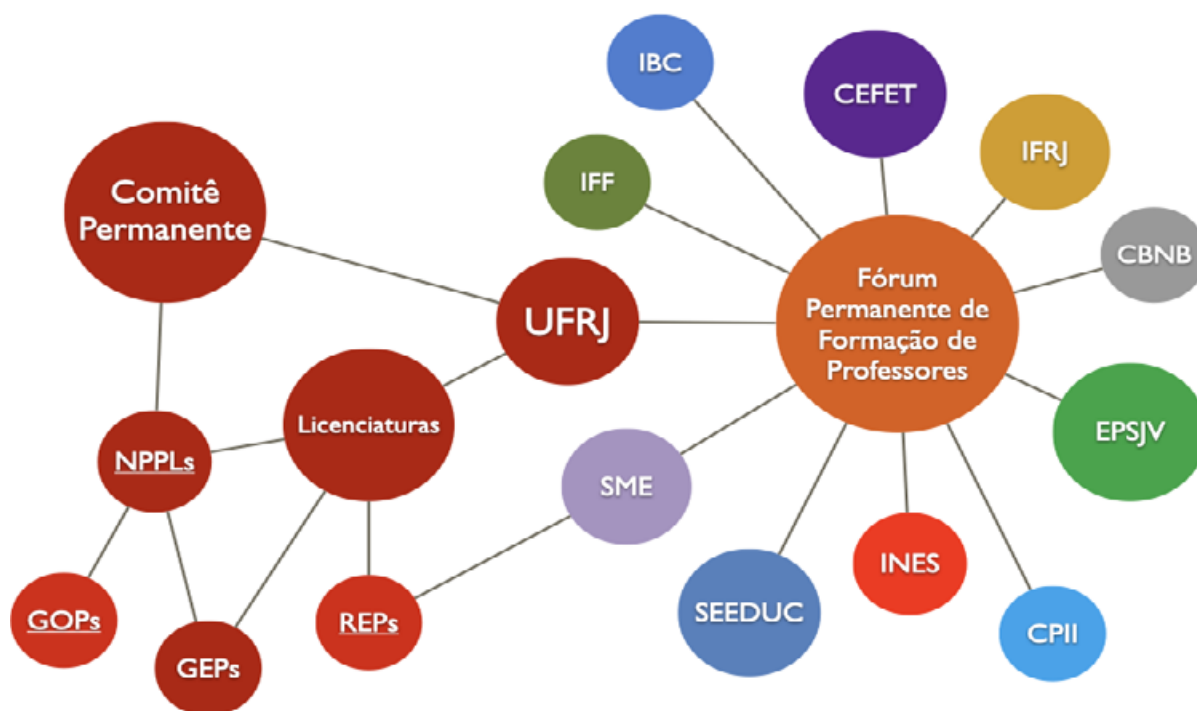 IBC
CEFET
IFRJ
IFF
Comitê
Permanente
CBNB
Fórum
Permanente de
Formação de
Professores
UFRJ
Licenciaturas
EPSJV
NPPLs
SME
INES
GOPs
REPs
SEEDUC
CPII
GEPs